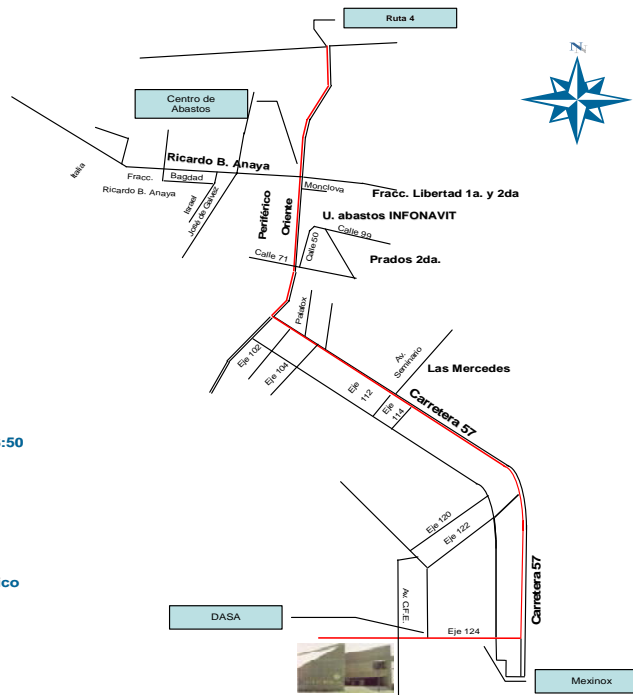 Ruta 4
N
Centro de
Abastos
Ricardo B. Anaya
Italia
Fracc.
Bagdad
Ricardo B. Anaya
Israel
José de Galvez
Monclova
Fracc. Libertad 1a. y 2da
Periférico
Oriente
U. abastos INFONAVIT
Calle 99
Calle 50
Calle 71
Prados 2da.
Palafox
Eje 102
Eje 104
Av.
Seminario
Las Mercedes
Eje
112
Eje
114
Carretera 57
:50
Eje 120
Eje 122
ico
Av. C.F.E.
Carretera 57
DASA
Eje 124
Mexinox